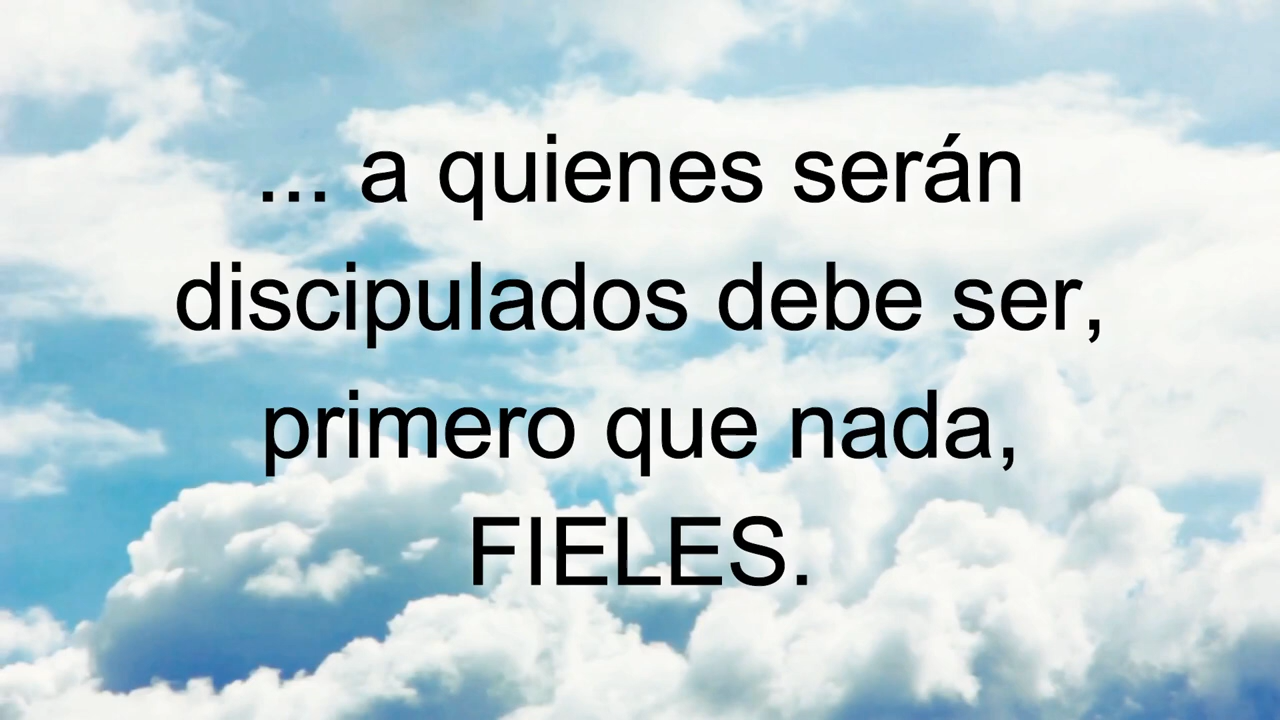 ... a quienes serán
discipulados debe ser,
primero que nada,
FIELES.